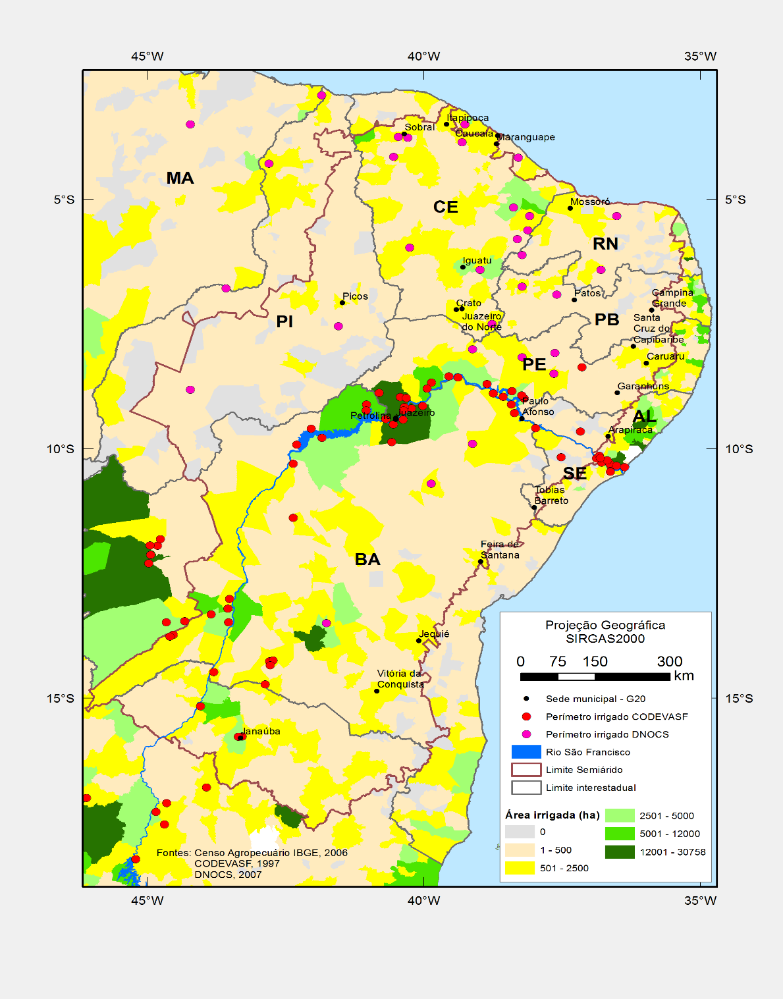 45°W 40°W 35°W
Itapipoca
Sobral
Caucaia
Maranguape
MA
5°S 5°S
CE
Mossoró
RN
Iguatu
Patos
Campina
Grande
Picos
Crato
Juazeiro
do Norte
PI
PB
Santa
Cruz do
Capibaribe
Caruaru
PE
Garanhuns
Paulo
Afonso
Petrolina
Juazeiro
AL
Arapiraca
10°S 10°S
SE
Tobias
Barreto
Feira de
Santana
BA
Jequié
Vitória da
Conquista
15°S 15°S
Janaúba
Projeção Geográfica
SIRGAS2000
0 75 150 300
km
Sede municipal - G20
Perímetro irrigado CODEVASF
Perímetro irrigado DNOCS
Rio São Francisco
Limite Semiárido
Limite interestadual
Área irrigada (ha)
0
1 - 500
501 - 2500
2501 - 5000
5001 - 12000
12001 - 30758
Fontes: Censo Agropecuário IBGE, 2006
CODEVASF, 1997
DNOCS, 2007
45°W 40°W 35°W